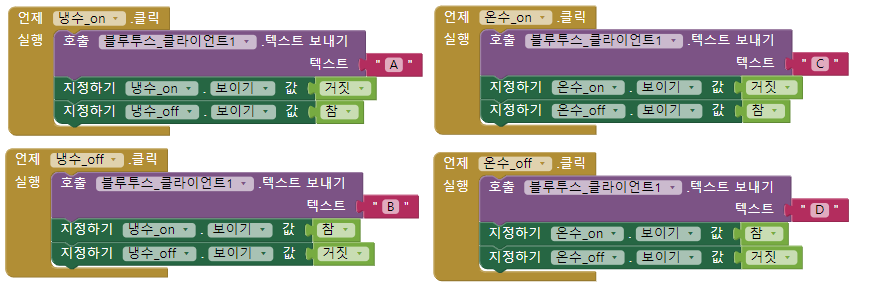 언제 냉수_on .클릭
실행 호출 블루투스_클라이언트1 .텍스트 보내기
텍스트 " A "
지정하기 냉수_on . 보이기 값 거짓
지정하기 냉수_off . 보이기 값 참
언제 온수_on .클릭
실행 호출 블루투스_클라이언트1 .텍스트 보내기
텍스트 " C "
지정하기 온수_on . 보이기 값 거짓
지정하기 온수_off . 보이기 값 참
언제 냉수_off .클릭
실행 호출 블루투스_클라이언트1 .텍스트 보내기
텍스트 " B "
지정하기 냉수_on . 보이기 값 참
지정하기 냉수_off . 보이기 값 거짓
언제 온수_off .클릭
실행 호출 블루투스_클라이언트1 .텍스트 보내기
텍스트 " D "
지정하기 온수_on . 보이기 값 참
지정하기 온수_off . 보이기 값 거짓